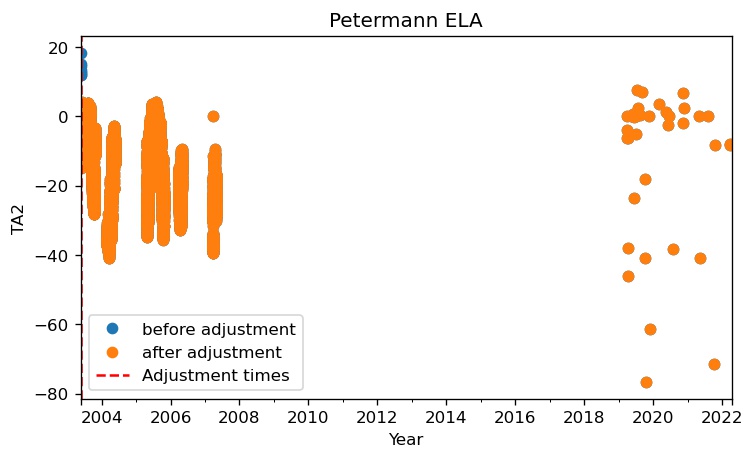 Petermann ELA
20
0
−20
−40
−60
−80
TA2
before adjustment
after adjustment
Adjustment times
2004 2006 2008 2010 2012 2014 2016 2018 2020 2022
Year